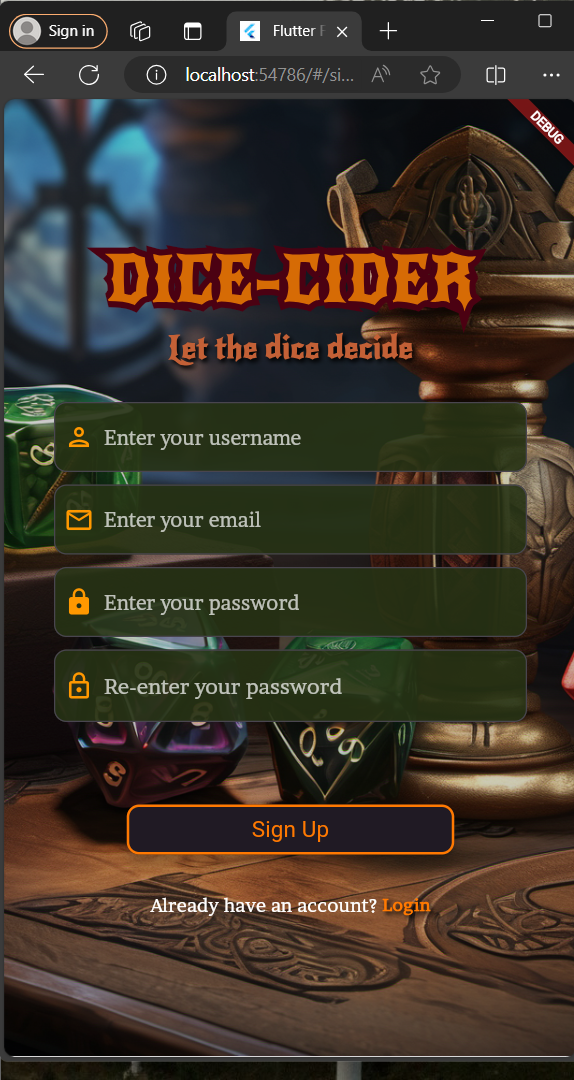 Sign in
Flutter F
localhost:54786/#/si...
DEBUG
DICE-CIDER
Let the dice decide
Enter your username
Enter your email
Enter your password
Re-enter your password
Sign Up
Already have an account? Login